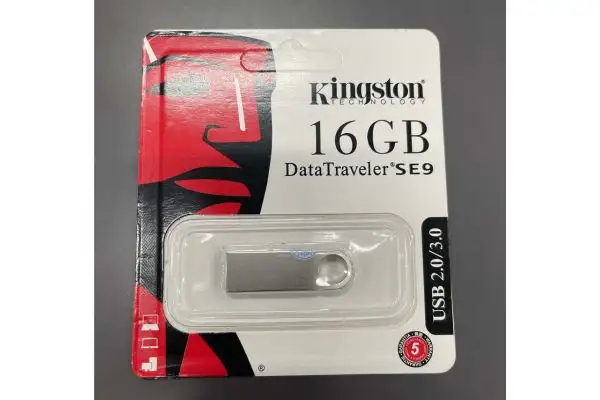 Kingston®
TECHNOLOGY
16GB
DataTraveler® SE9
USB 2.0/3.0
5
®